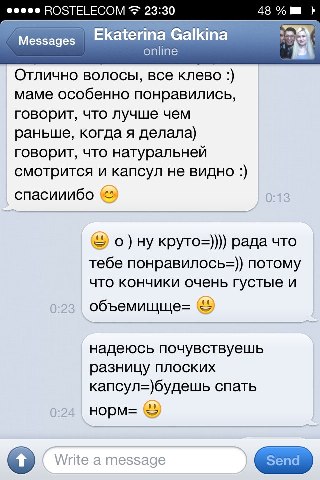 ROSTELECOM 23:30 48 %
Messages
Ekaterina Galkina
online
Отлично волосы, все клево :)
маме особенно понравились,
говорит, что лучше чем
раньше, когда я делала)
говорит, что натуральней
смотрится и капсул не видно :)
спасииибо 😊
0:13
😃 о ) ну круто=)))) рада что
тебе понравилось=)) потому
что кончики очень густые и
объемищще= 😃
0:23
надеюсь почувствуешь
разницу плоских
капсул=)будешь спать
норм= 😃
0:24
Write a message
Send